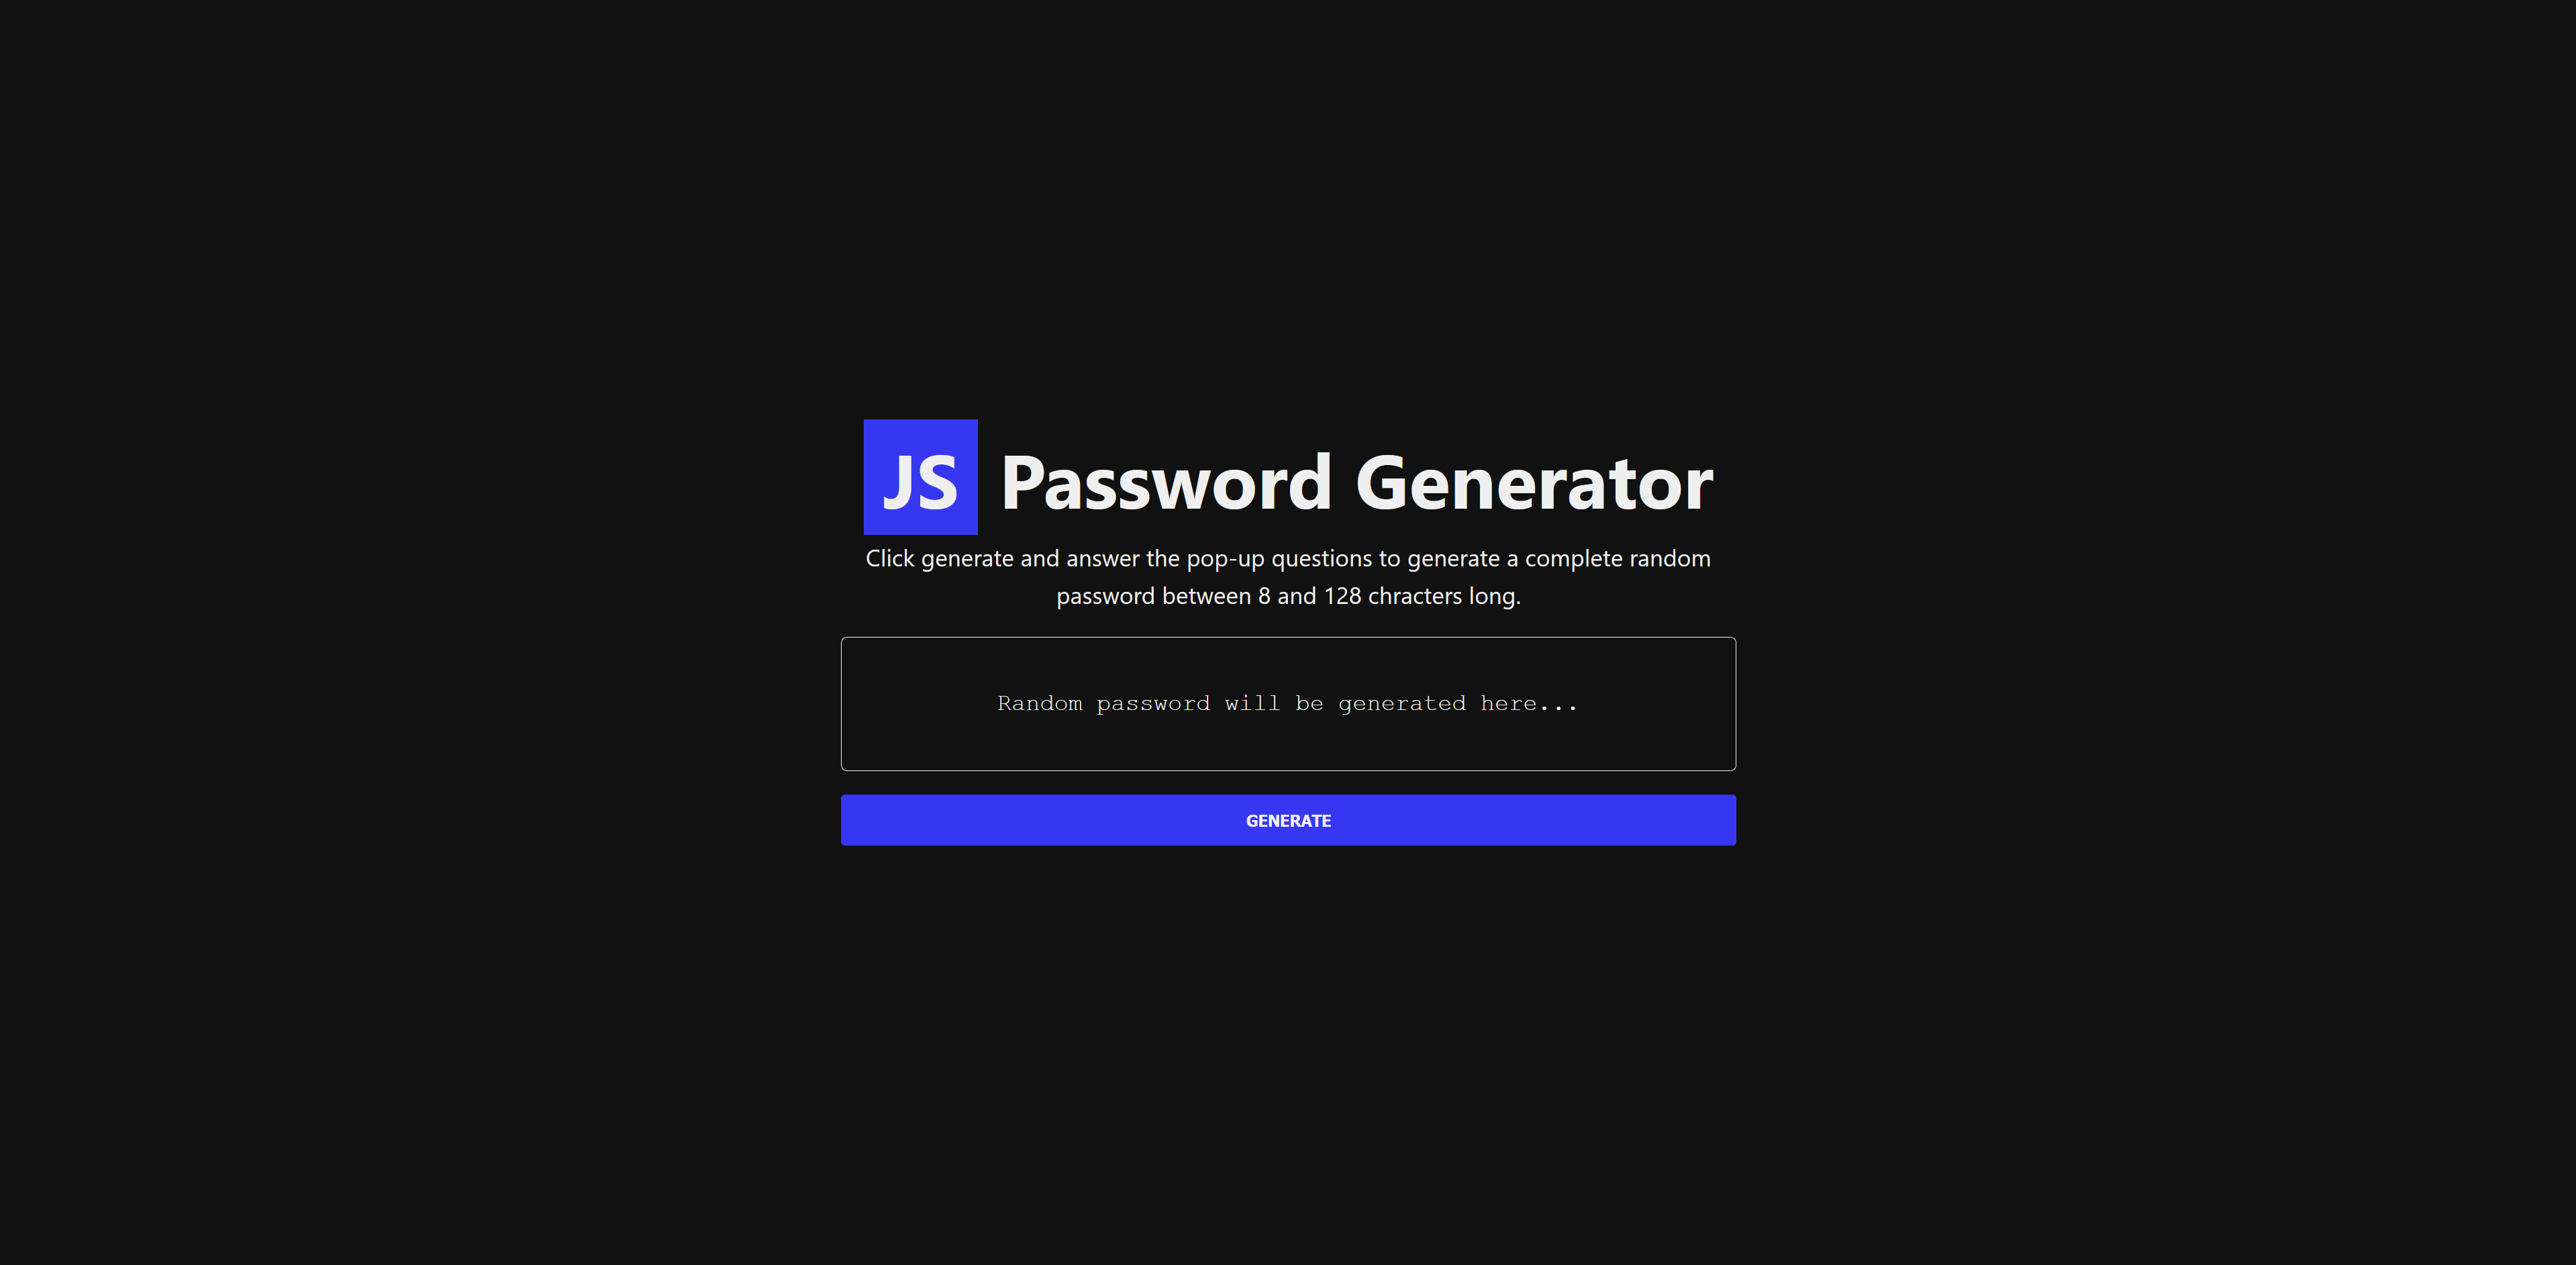 JS Password Generator
Click generate and answer the pop-up questions to generate a complete random
password between 8 and 128 chracters long.
Random password will be generated here...
GENERATE